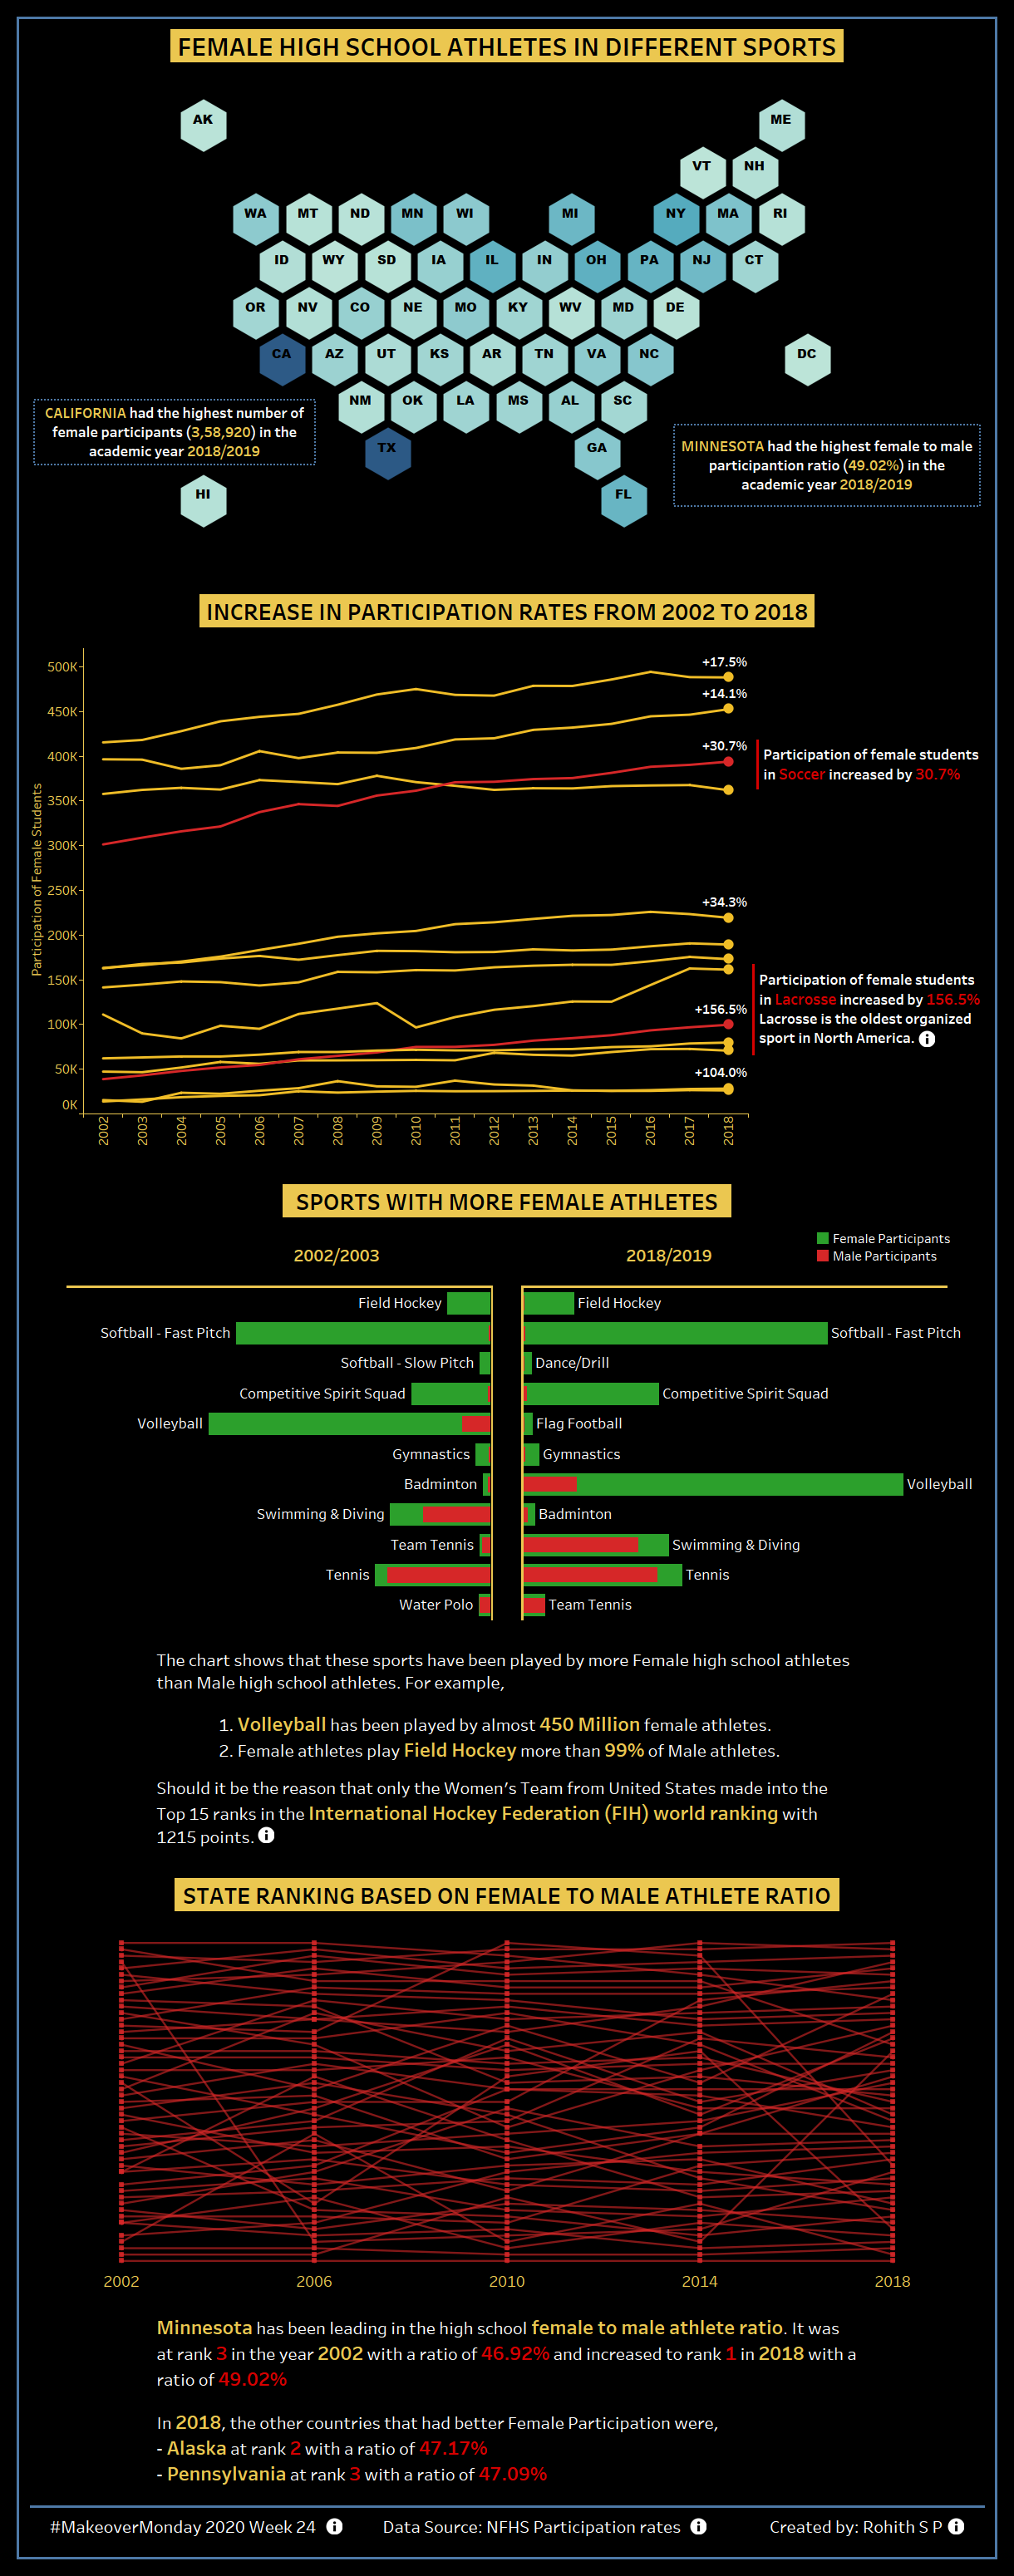 FEMALE HIGH SCHOOL ATHLETES IN DIFFERENT SPORTS
AK
ME
VT
NH
WA
MT
ND
MN
WI
MI
NY
MA
RI
ID
WY
SD
IA
IL
IN
OH
PA
NJ
CT
OR
NV
CO
NE
MO
KY
WV
MD
DE
CA
AZ
UT
KS
AR
TN
VA
NC
DC
NM
OK
LA
MS
AL
SC
TX
GA
HI
FL
CALIFORNIA had the highest number of
female participants (3,58,920) in the
academic year 2018/2019
MINNESOTA had the highest female to male
participantion ratio (49.02%) in the
academic year 2018/2019
INCREASE IN PARTICIPATION RATES FROM 2002 TO 2018
Participation of Female Students
500K
450K
400K
350K
300K
250K
200K
150K
100K
50K
0K
+17.5%
+14.1%
+30.7%
+34.3%
+156.5%
+104.0%
Participation of female students
in Soccer increased by 30.7%
Participation of female students
in Lacrosse increased by 156.5%
Lacrosse is the oldest organized
sport in North America.
2002
2003
2004
2005
2006
2007
2008
2009
2010
2011
2012
2013
2014
2015
2016
2017
2018
SPORTS WITH MORE FEMALE ATHLETES
Female Participants
Male Participants
2002/2003
2018/2019
Field Hockey
Field Hockey
Softball - Fast Pitch
Softball - Fast Pitch
Softball - Slow Pitch
Dance/Drill
Competitive Spirit Squad
Competitive Spirit Squad
Volleyball
Flag Football
Gymnastics
Gymnastics
Badminton
Volleyball
Swimming & Diving
Badminton
Team Tennis
Swimming & Diving
Tennis
Tennis
Water Polo
Team Tennis
The chart shows that these sports have been played by more Female high school athletes
than Male high school athletes. For example,
1. Volleyball has been played by almost 450 Million female athletes.
2. Female athletes play Field Hockey more than 99% of Male athletes.
Should it be the reason that only the Women's Team from United States made into the
Top 15 ranks in the International Hockey Federation (FIH) world ranking with
1215 points.
STATE RANKING BASED ON FEMALE TO MALE ATHLETE RATIO
2002
2006
2010
2014
2018
Minnesota has been leading in the high school female to male athlete ratio. It was
at rank 3 in the year 2002 with a ratio of 46.92% and increased to rank 1 in 2018 with a
ratio of 49.02%
In 2018, the other countries that had better Female Participation were,
- Alaska at rank 2 with a ratio of 47.17%
- Pennsylvania at rank 3 with a ratio of 47.09%
#MakeoverMonday 2020 Week 24
Data Source: NFHS Participation rates
Created by: Rohith S P